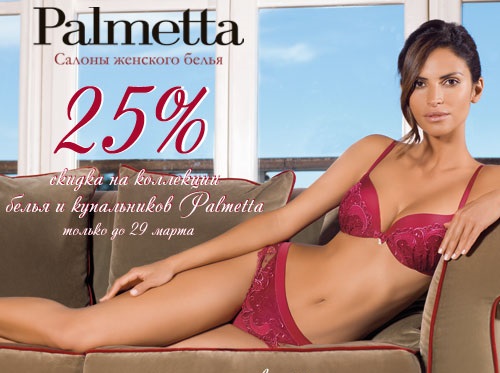 Palmetta
Салоны женского белья
25%
скидка на коллекции
белья и купальников Palmetta
только до 29 марта